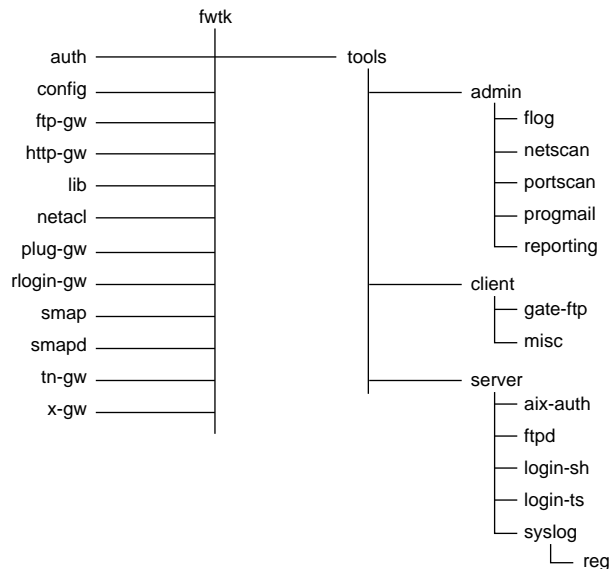 fwtk
auth
config
ftp-gw
http-gw
lib
netacl
plug-gw
rlogin-gw
smap
smapd
tn-gw
x-gw
tools
admin
flog
netscan
portscan
progmail
reporting
client
gate-ftp
misc
server
aix-auth
ftpd
login-sh
login-ts
syslog
reg